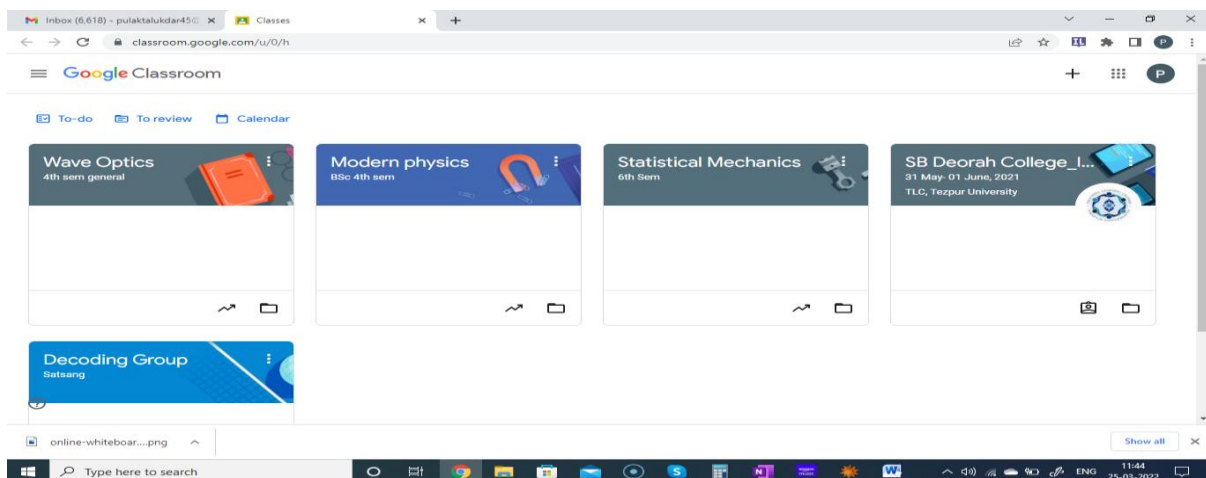 Inbox (6,618) - pulaktalukdar45@
Classes
classroom.google.com/u/0/h
P
Google Classroom
P
To-do To review Calendar
Wave Optics
4th sem general
Modern physics
BSc 4th sem
Statistical Mechanics
6th Sem
SB Deorah College_I...
31 May- 01 June, 2021
TLC, Tezpur University
Decoding Group
Satsang
online-whiteboar....png
Show all
Type here to search
ENG
11:44
25-03-2022